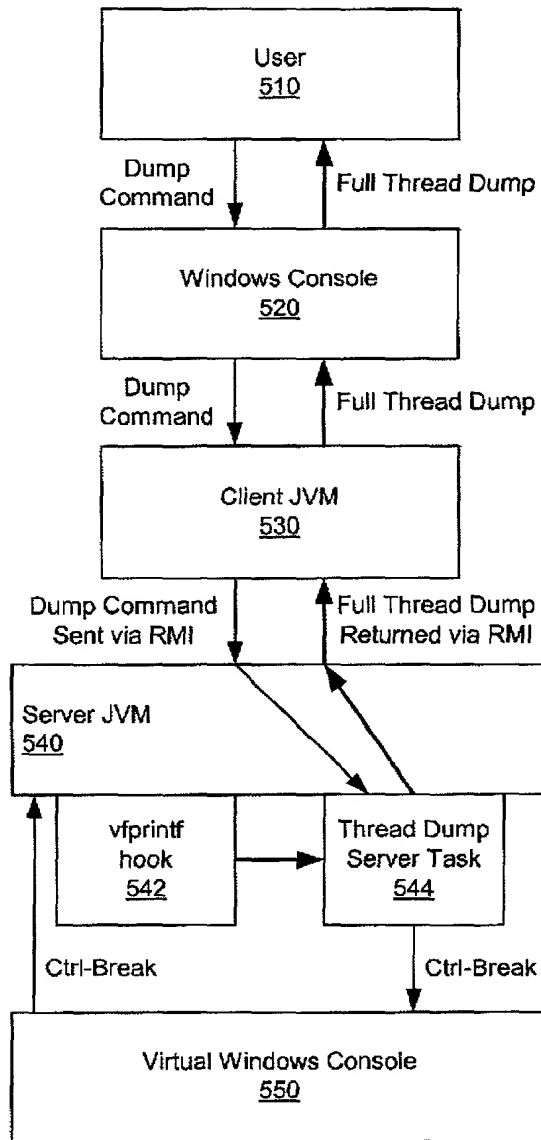 User
510
Dump
Command
Full Thread Dump
Windows Console
520
Dump
Command
Full Thread Dump
Client JVM
530
Dump Command
Sent via RMI
Full Thread Dump
Returned via RMI
Server JVM
540
vfprintf
hook
542
Thread Dump
Server Task
544
Ctrl-Break
Ctrl-Break
Virtual Windows Console
550